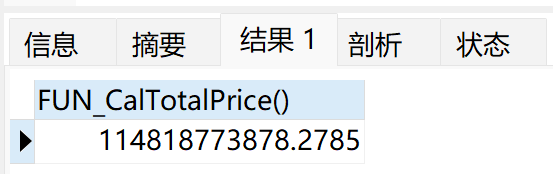 信息 摘要 结果 1 剖析 状态
FUN_CalTotalPrice()
114818773878.2785